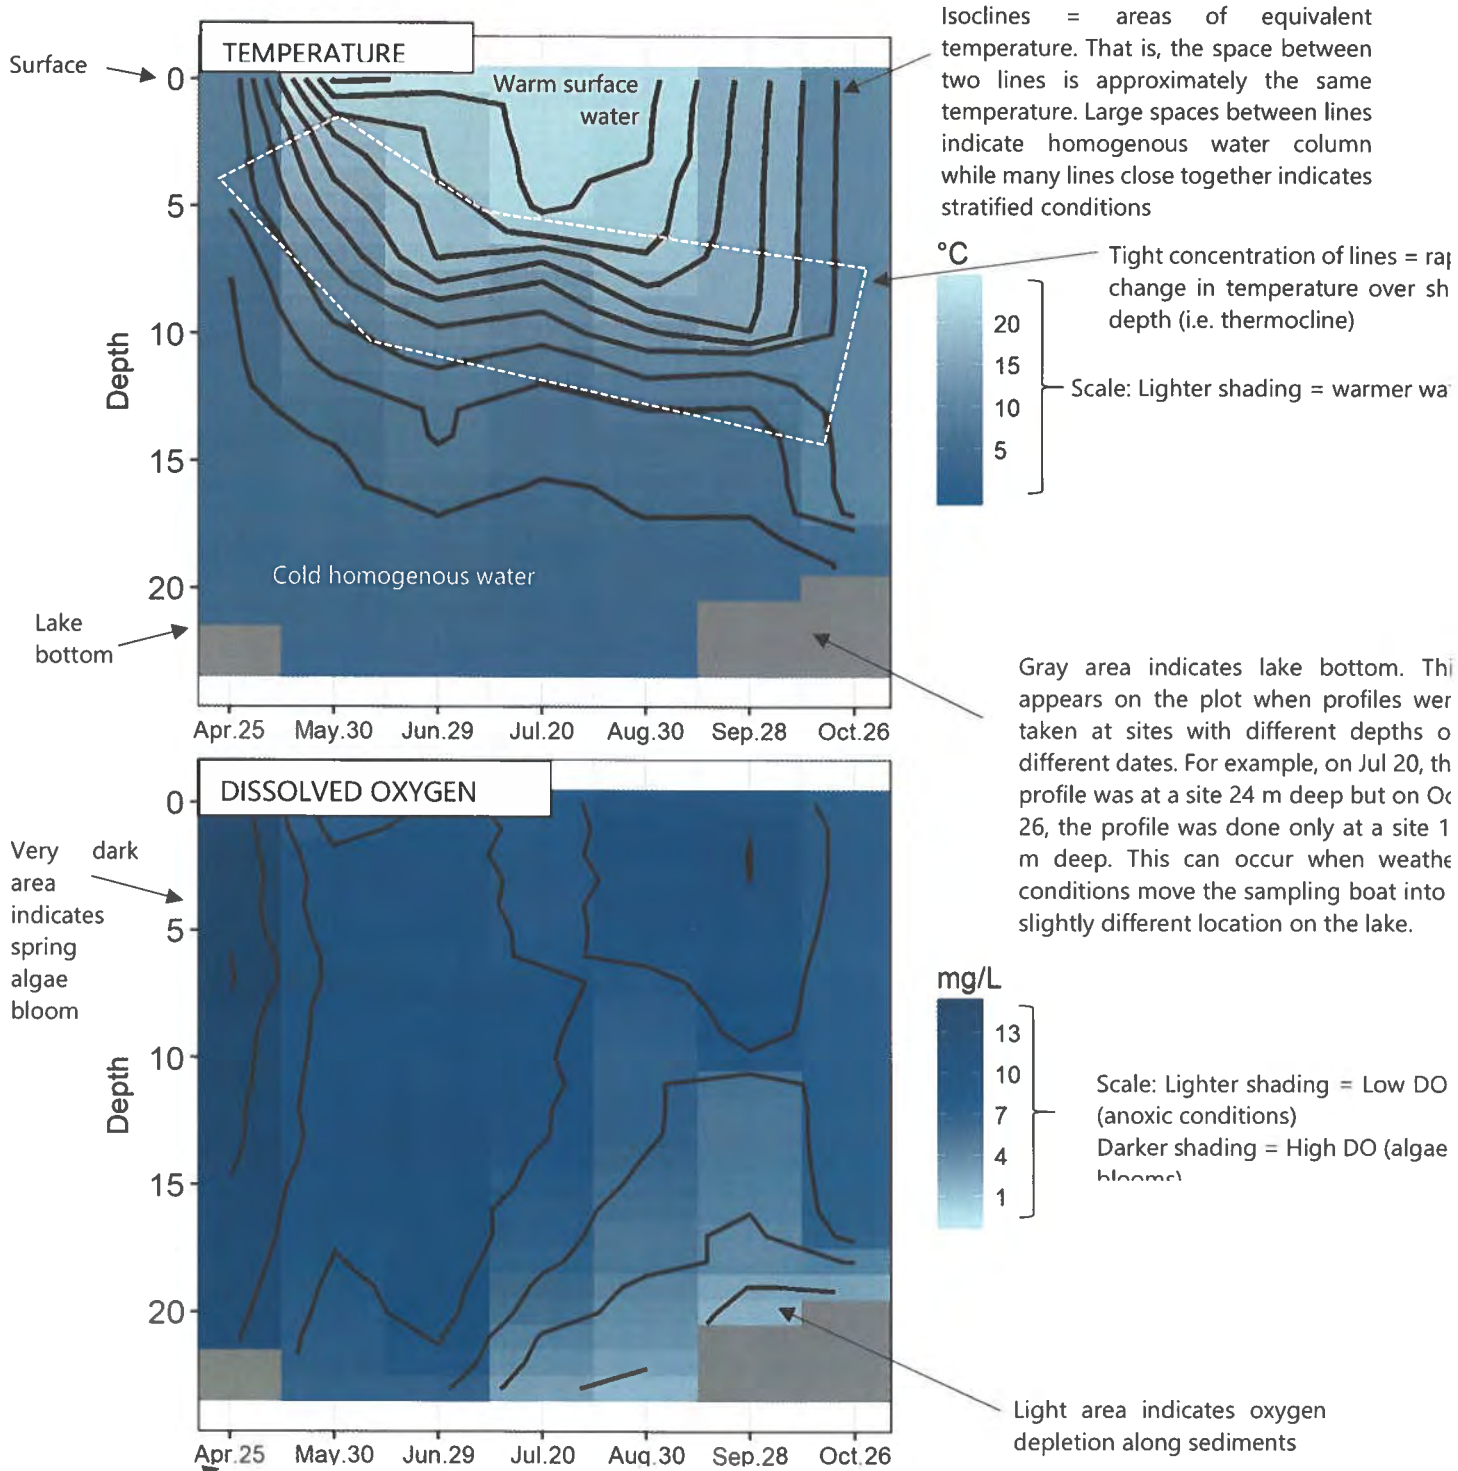 Isoclines = areas of equivalent
temperature. That is, the space between
two lines is approximately the same
temperature. Large spaces between lines
indicate homogenous water column
while many lines close together indicates
stratified conditions
TEMPERATURE
Surface
0
5
10
15
20
Depth
Warm surface
water
Cold homogenous water
Lake
bottom
Apr.25 May.30 Jun.29 Jul.20 Aug.30 Sep.28 Oct.26
°C
20
15
10
5
Tight concentration of lines =
change in temperature over
depth (i.e. thermocline)
Scale: Lighter shading = warmer
Gray area indicates lake bottom.
appears on the plot when profiles
taken at sites with different depths
different dates. For example, on Jul 20,
profile was at a site 24 m deep but on
26, the profile was done only at a site
m deep. This can occur when
conditions move the sampling boat into
slightly different location on the lake.
DISSOLVED OXYGEN
Very dark
area
indicates
spring
algae
bloom
0
5
10
15
20
Depth
Apr.25 May.30 Jun.29 Jul.20 Aug.30 Sep.28 Oct.26
mg/L
13
10
7
4
1
Scale: Lighter shading = Low DO
(anoxic conditions)
Darker shading = High DO (algae
Light area indicates oxygen
depletion along sediments